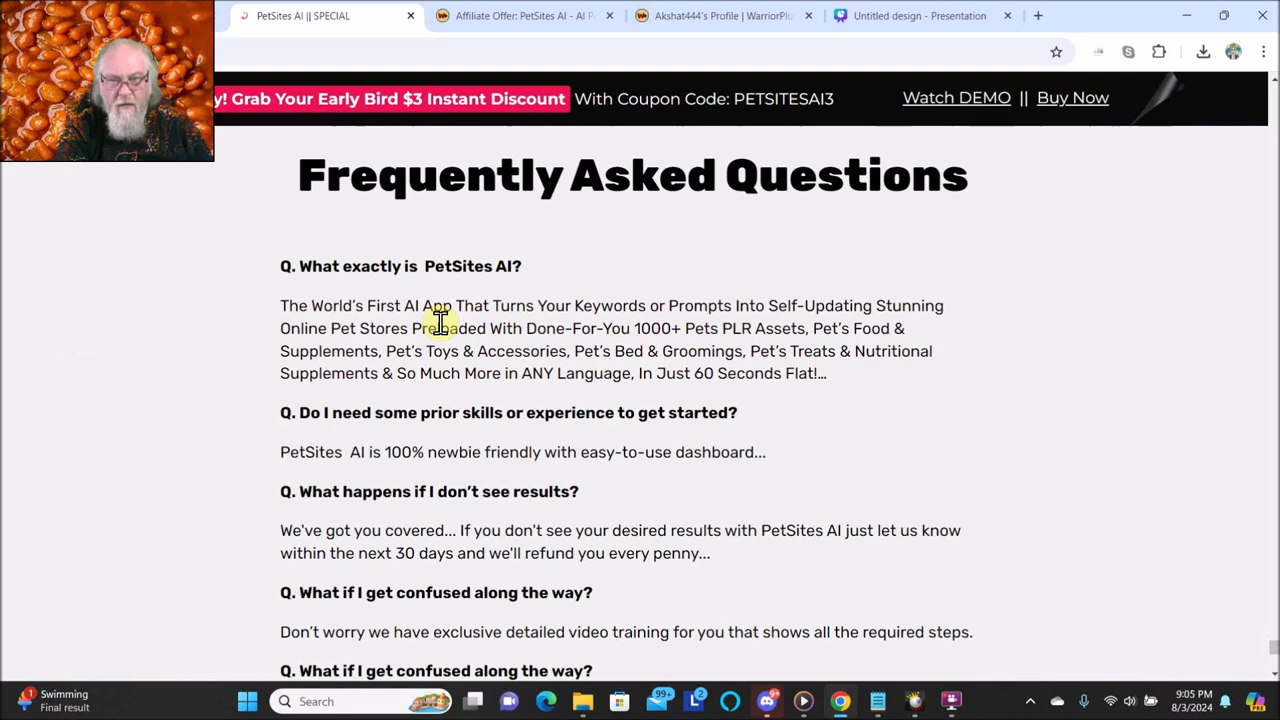 PetSites AI || SPECIAL
Affiliate Offer: PetSites AI - AI P
Akshat444's Profile | WarriorPlu
Untitled design - Presentation
y! Grab Your Early Bird $3 Instant Discount With Coupon Code: PETSITESAI3 Watch DEMO || Buy Now
Frequently Asked Questions
Q. What exactly is PetSites AI?
The World's First AI App That Turns Your Keywords or Prompts Into Self-Updating Stunning
Online Pet Stores Preloaded With Done-For-You 1000+ Pets PLR Assets, Pet's Food &
Supplements, Pet's Toys & Accessories, Pet's Bed & Groomings, Pet's Treats & Nutritional
Supplements & So Much More in ANY Language, In Just 60 Seconds Flat!...
Q. Do I need some prior skills or experience to get started?
PetSites AI is 100% newbie friendly with easy-to-use dashboard...
Q. What happens if I don't see results?
We've got you covered... If you don't see your desired results with PetSites AI just let us know
within the next 30 days and we'll refund you every penny...
Q. What if I get confused along the way?
Don't worry we have exclusive detailed video training for you that shows all the required steps.
Q. What if I get confused along the way?
1
Swimming
Final result
Search
99+
2
9:05 PM
8/3/2024